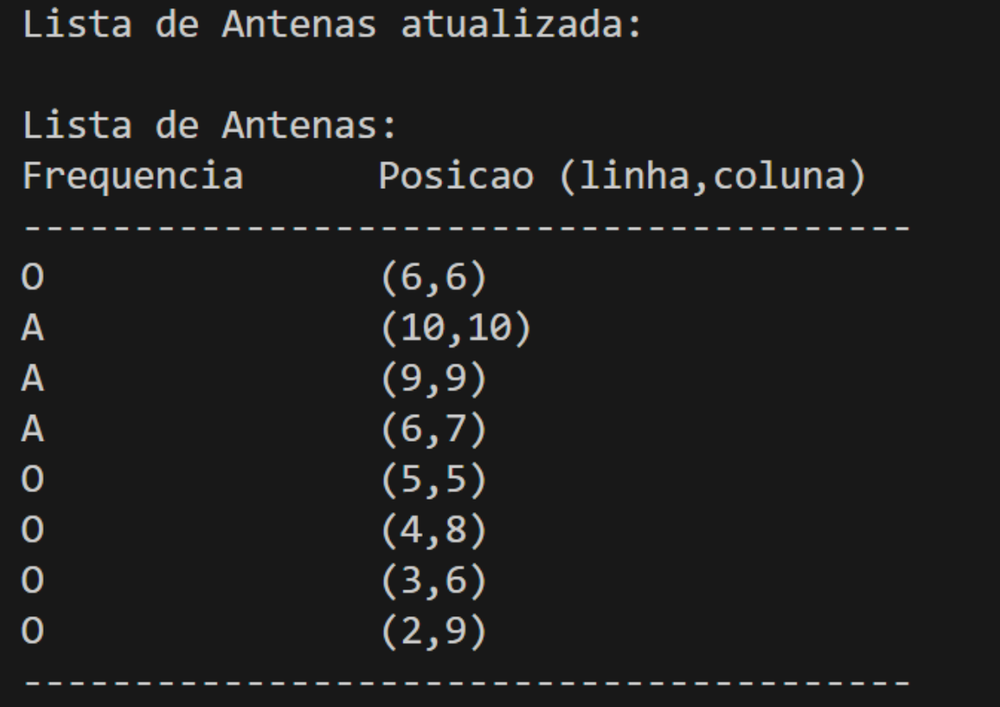 Lista de Antenas atualizada:
Lista de Antenas:
Frequencia Posicao (linha,coluna)
----------------------------------------
O (6,6)
A (10,10)
A (9,9)
A (6,7)
O (5,5)
O (4,8)
O (3,6)
O (2,9)
----------------------------------------